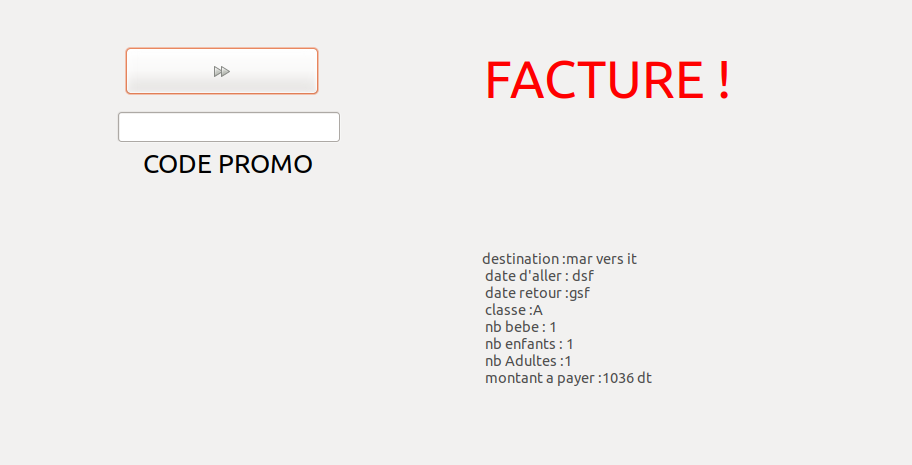 FACTURE !
CODE PROMO
destination :mar vers it
date d'aller : dsf
date retour :gsf
classe :A
nb bebe : 1
nb enfants : 1
nb Adultes :1
montant a payer :1036 dt